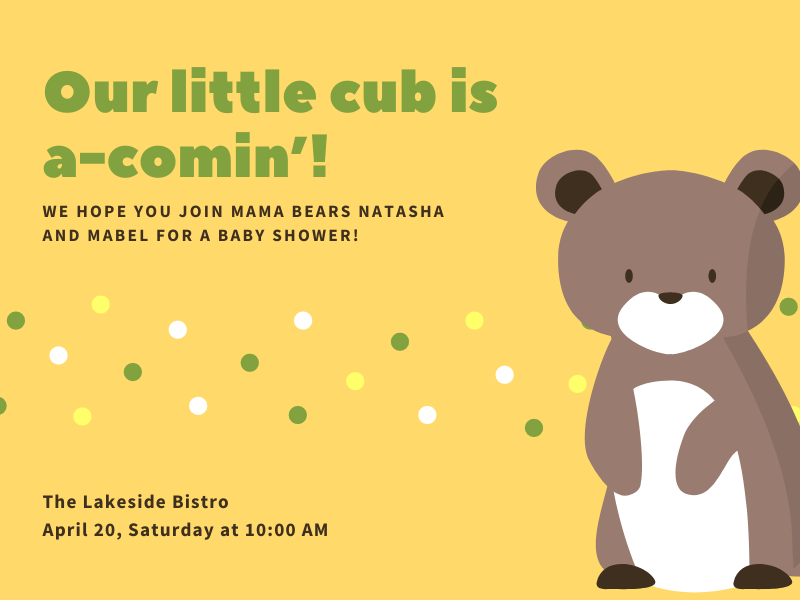 Our little cub is
a-comin'!
WE HOPE YOU JOIN MAMA BEARS NATASHA
AND MABEL FOR A BABY SHOWER!
The Lakeside Bistro
April 20, Saturday at 10:00 AM